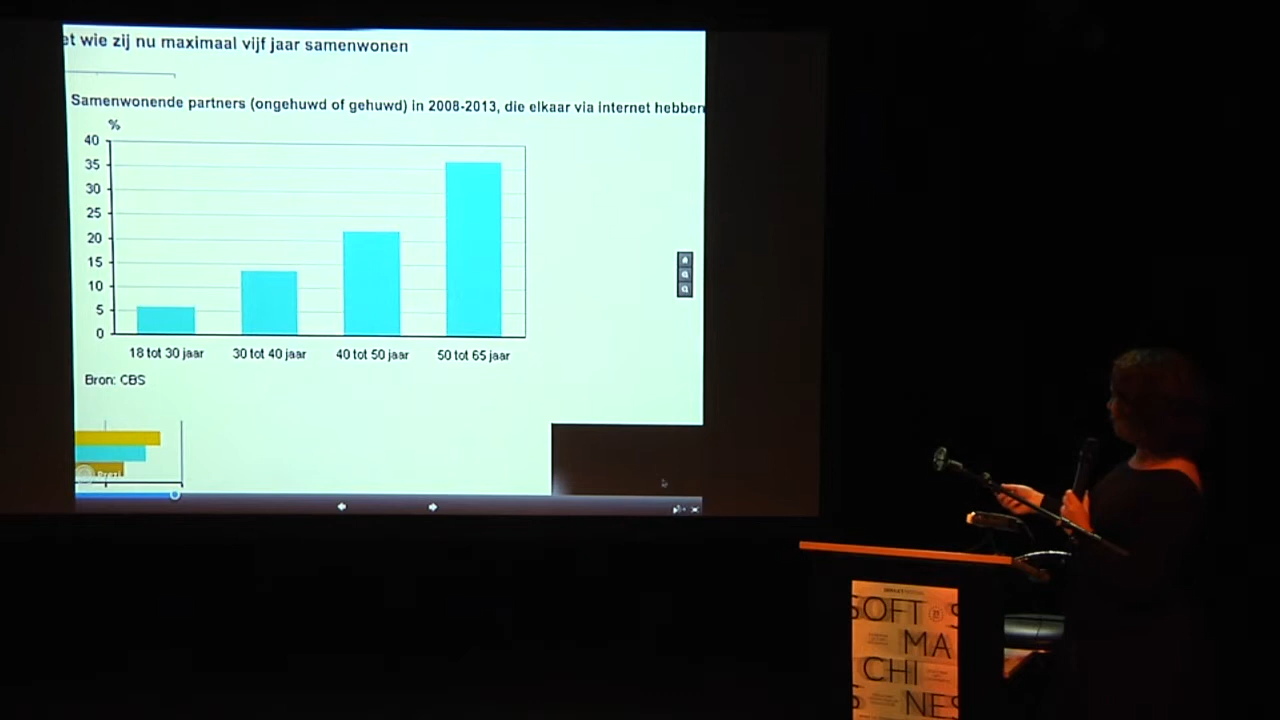 et wie zij nu maximaal vijf jaar samenwonen
Samenwonende partners (ongehuwd of gehuwd) in 2008-2013, die elkaar via internet hebben
%
40
35
30
25
20
15
10
5
0
18 tot 30 jaar
30 tot 40 jaar
40 tot 50 jaar
50 tot 65 jaar
Bron: CBS
Prezi
SOFT S
MA
CHI
S NES